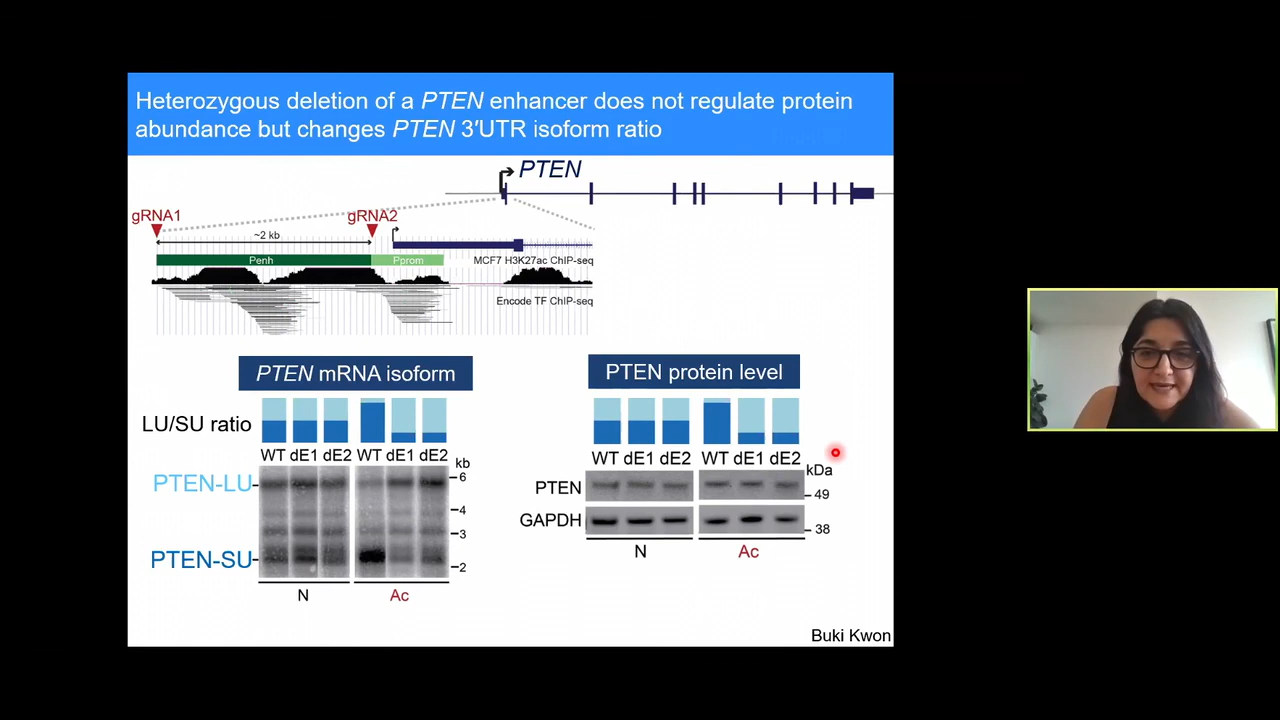 Heterozygous deletion of a PTEN enhancer does not regulate protein
abundance but changes PTEN 3′UTR isoform ratio
PTEN
gRNA1
gRNA2
~2 kb
Penh
Pprom
MCF7 H3K27ac ChIP-seq
Encode TF ChIP-seq
PTEN mRNA isoform
LU/SU ratio
WT dE1 dE2 WT dE1 dE2
kb
PTEN-LU
6
4
3
PTEN-SU
2
N
Ac
PTEN protein level
WT dE1 dE2 WT dE1 dE2
kDa
PTEN
49
GAPDH
38
N
Ac
Buki Kwon